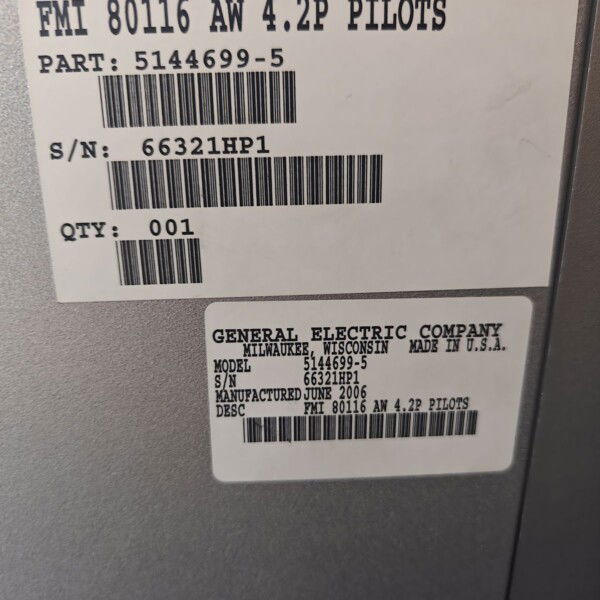 FMI 80116 AW 4.2P PILOTS
PART: 5144699-5
S/N: 66321HP1
QTY: 001
GENERAL ELECTRIC COMPANY
MILWAUKEE, WISCONSIN MADE IN U.S.A.
MODEL 5144699-5
S/N 66321HP1
MANUFACTURED JUNE 2006
DESC FMI 80116 AW 4.2P PILOTS